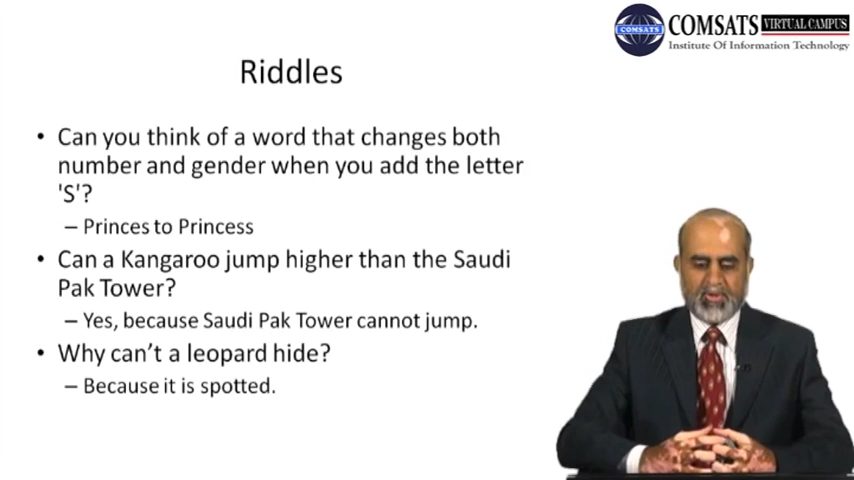 COMSATS VIRTUAL CAMPUS
COMSATS
Institute Of Information Technology
Riddles
• Can you think of a word that changes both
number and gender when you add the letter
'S'?
– Princes to Princess
• Can a Kangaroo jump higher than the Saudi
Pak Tower?
– Yes, because Saudi Pak Tower cannot jump.
• Why can’t a leopard hide?
– Because it is spotted.